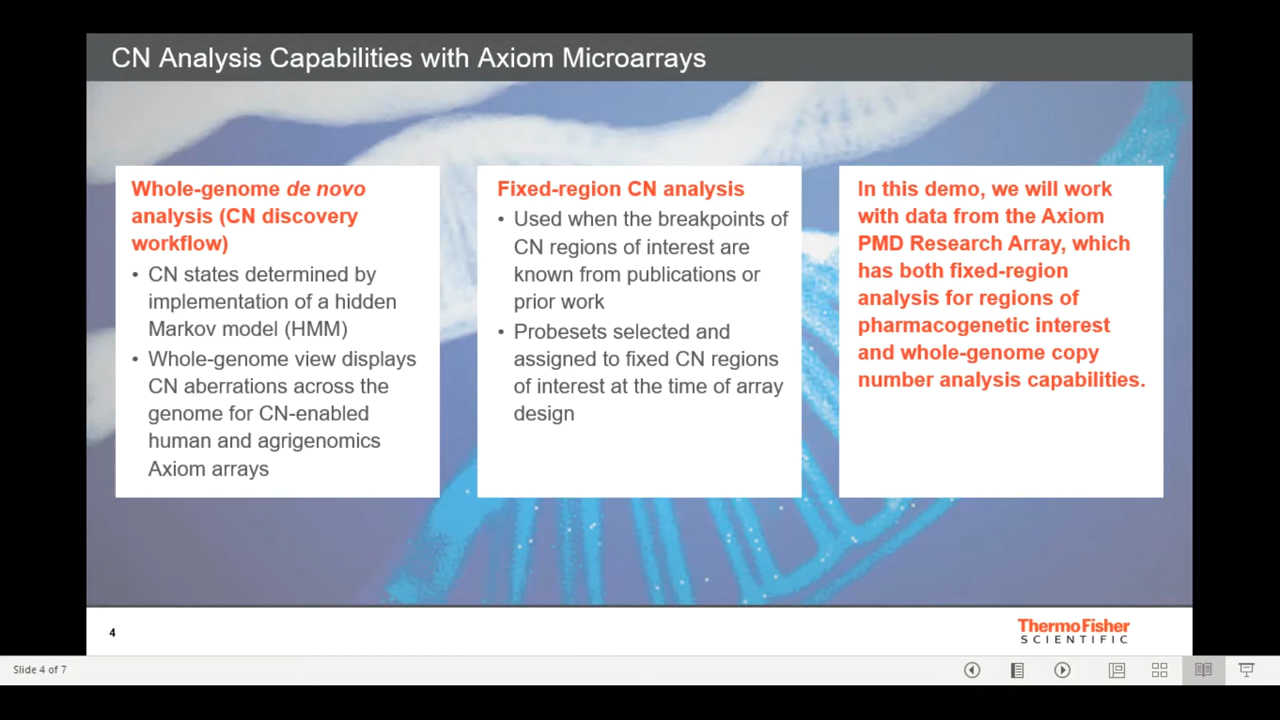 CN Analysis Capabilities with Axiom Microarrays
Whole-genome de novo
analysis (CN discovery
workflow)
• CN states determined by
implementation of a hidden
Markov model (HMM)
• Whole-genome view displays
CN aberrations across the
genome for CN-enabled
human and agrigenomics
Axiom arrays
Fixed-region CN analysis
• Used when the breakpoints of
CN regions of interest are
known from publications or
prior work
• Probesets selected and
assigned to fixed CN regions
of interest at the time of array
design
In this demo, we will work
with data from the Axiom
PMD Research Array, which
has both fixed-region
analysis for regions of
pharmacogenetic interest
and whole-genome copy
number analysis capabilities.
4
ThermoFisher
SCIENTIFIC
Slide 4 of 7